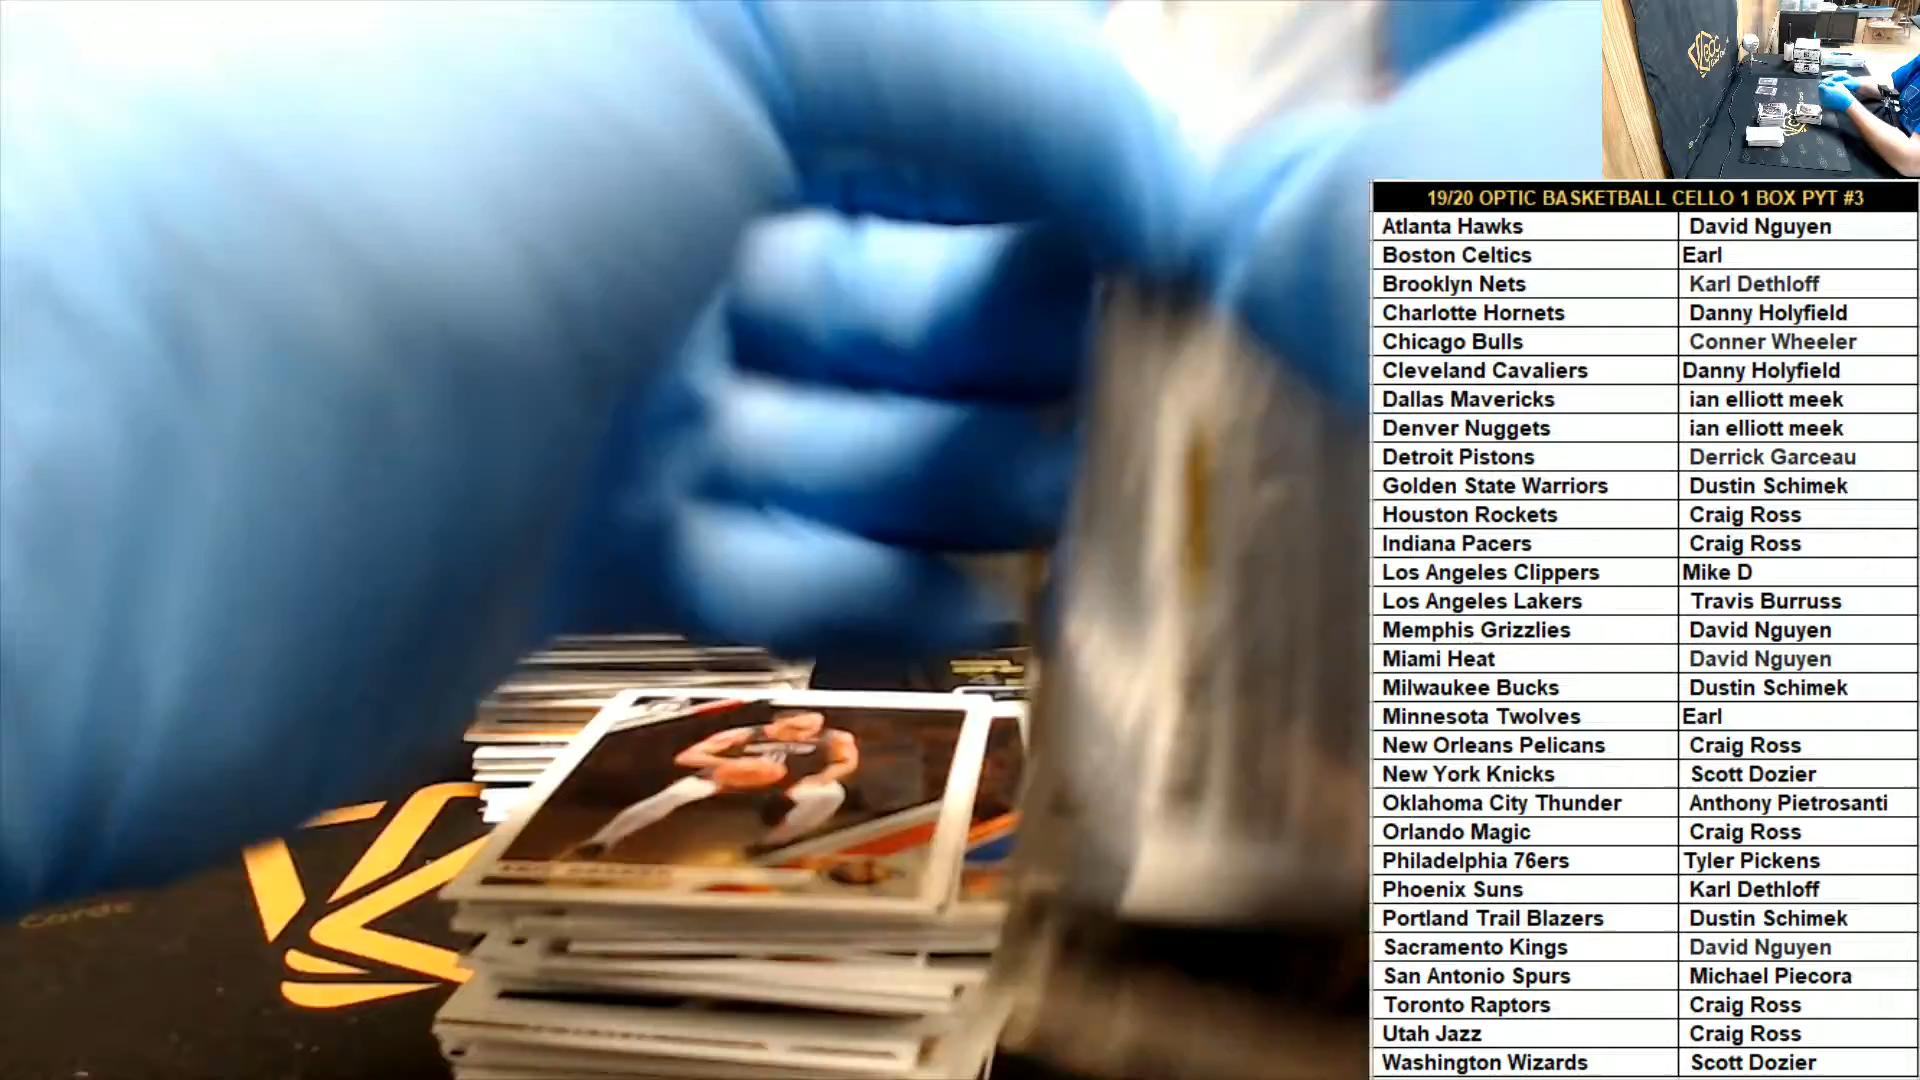 19/20 OPTIC BASKETBALL CELLO 1 BOX PYT #3
Atlanta Hawks David Nguyen
Boston Celtics Earl
Brooklyn Nets Karl Dethloff
Charlotte Hornets Danny Holyfield
Chicago Bulls Conner Wheeler
Cleveland Cavaliers Danny Holyfield
Dallas Mavericks ian elliott meek
Denver Nuggets ian elliott meek
Detroit Pistons Derrick Garceau
Golden State Warriors Dustin Schimek
Houston Rockets Craig Ross
Indiana Pacers Craig Ross
Los Angeles Clippers Mike D
Los Angeles Lakers Travis Burruss
Memphis Grizzlies David Nguyen
Miami Heat David Nguyen
Milwaukee Bucks Dustin Schimek
Minnesota Twolves Earl
New Orleans Pelicans Craig Ross
New York Knicks Scott Dozier
Oklahoma City Thunder Anthony Pietrosanti
Orlando Magic Craig Ross
Philadelphia 76ers Tyler Pickens
Phoenix Suns Karl Dethloff
Portland Trail Blazers Dustin Schimek
Sacramento Kings David Nguyen
San Antonio Spurs Michael Piecora
Toronto Raptors Craig Ross
Utah Jazz Craig Ross
Washington Wizards Scott Dozier
Cards